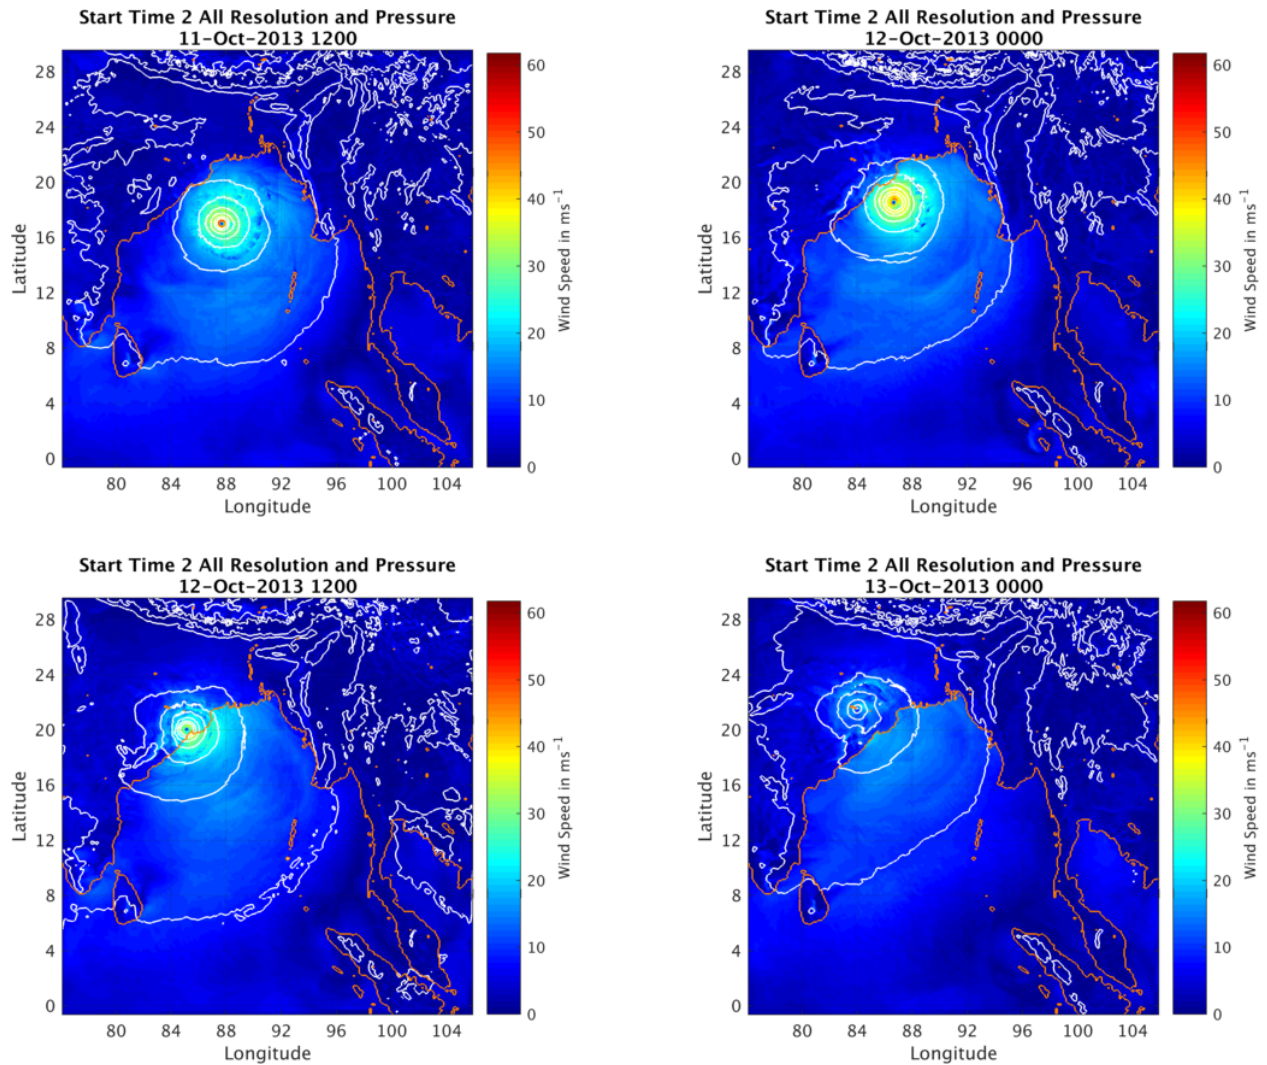 Start Time 2 All Resolution and Pressure
11-Oct-2013 1200
28
24
20
16
12
8
4
0
Latitude
80 84 88 92 96 100 104
Longitude
60
50
40
30
20
10
0
Wind Speed in ms⁻¹
Start Time 2 All Resolution and Pressure
12-Oct-2013 0000
28
24
20
16
12
8
4
0
Latitude
80 84 88 92 96 100 104
Longitude
60
50
40
30
20
10
0
Wind Speed in ms⁻¹
Start Time 2 All Resolution and Pressure
12-Oct-2013 1200
28
24
20
16
12
8
4
0
Latitude
80 84 88 92 96 100 104
Longitude
60
50
40
30
20
10
0
Wind Speed in ms⁻¹
Start Time 2 All Resolution and Pressure
13-Oct-2013 0000
28
24
20
16
12
8
4
0
Latitude
80 84 88 92 96 100 104
Longitude
60
50
40
30
20
10
0
Wind Speed in ms⁻¹